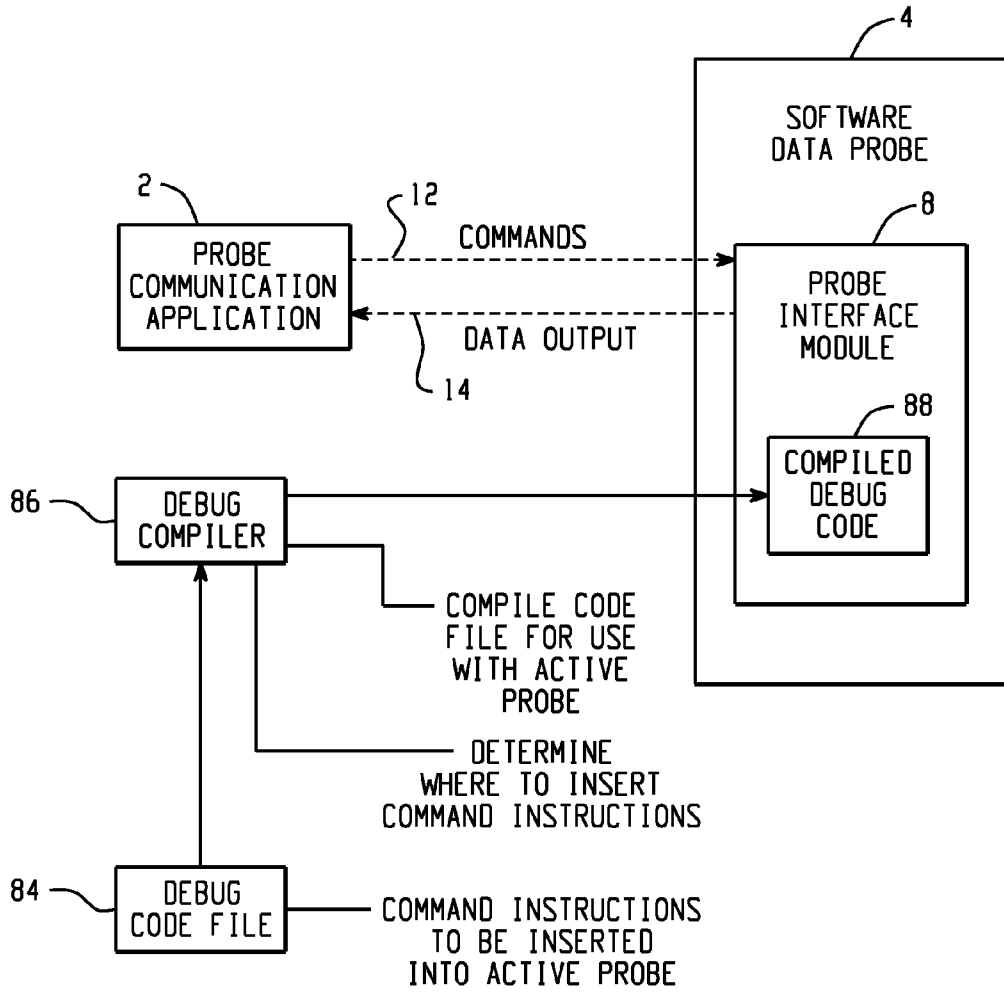 4
SOFTWARE
DATA PROBE
2
12
8
PROBE
COMMUNICATION
APPLICATION
COMMANDS
DATA OUTPUT
14
PROBE
INTERFACE
MODULE
88
COMPILED
DEBUG
CODE
86
DEBUG
COMPILER
COMPILE CODE
FILE FOR USE
WITH ACTIVE
PROBE
DETERMINE
WHERE TO INSERT
COMMAND INSTRUCTIONS
84
DEBUG
CODE FILE
COMMAND INSTRUCTIONS
TO BE INSERTED
INTO ACTIVE PROBE